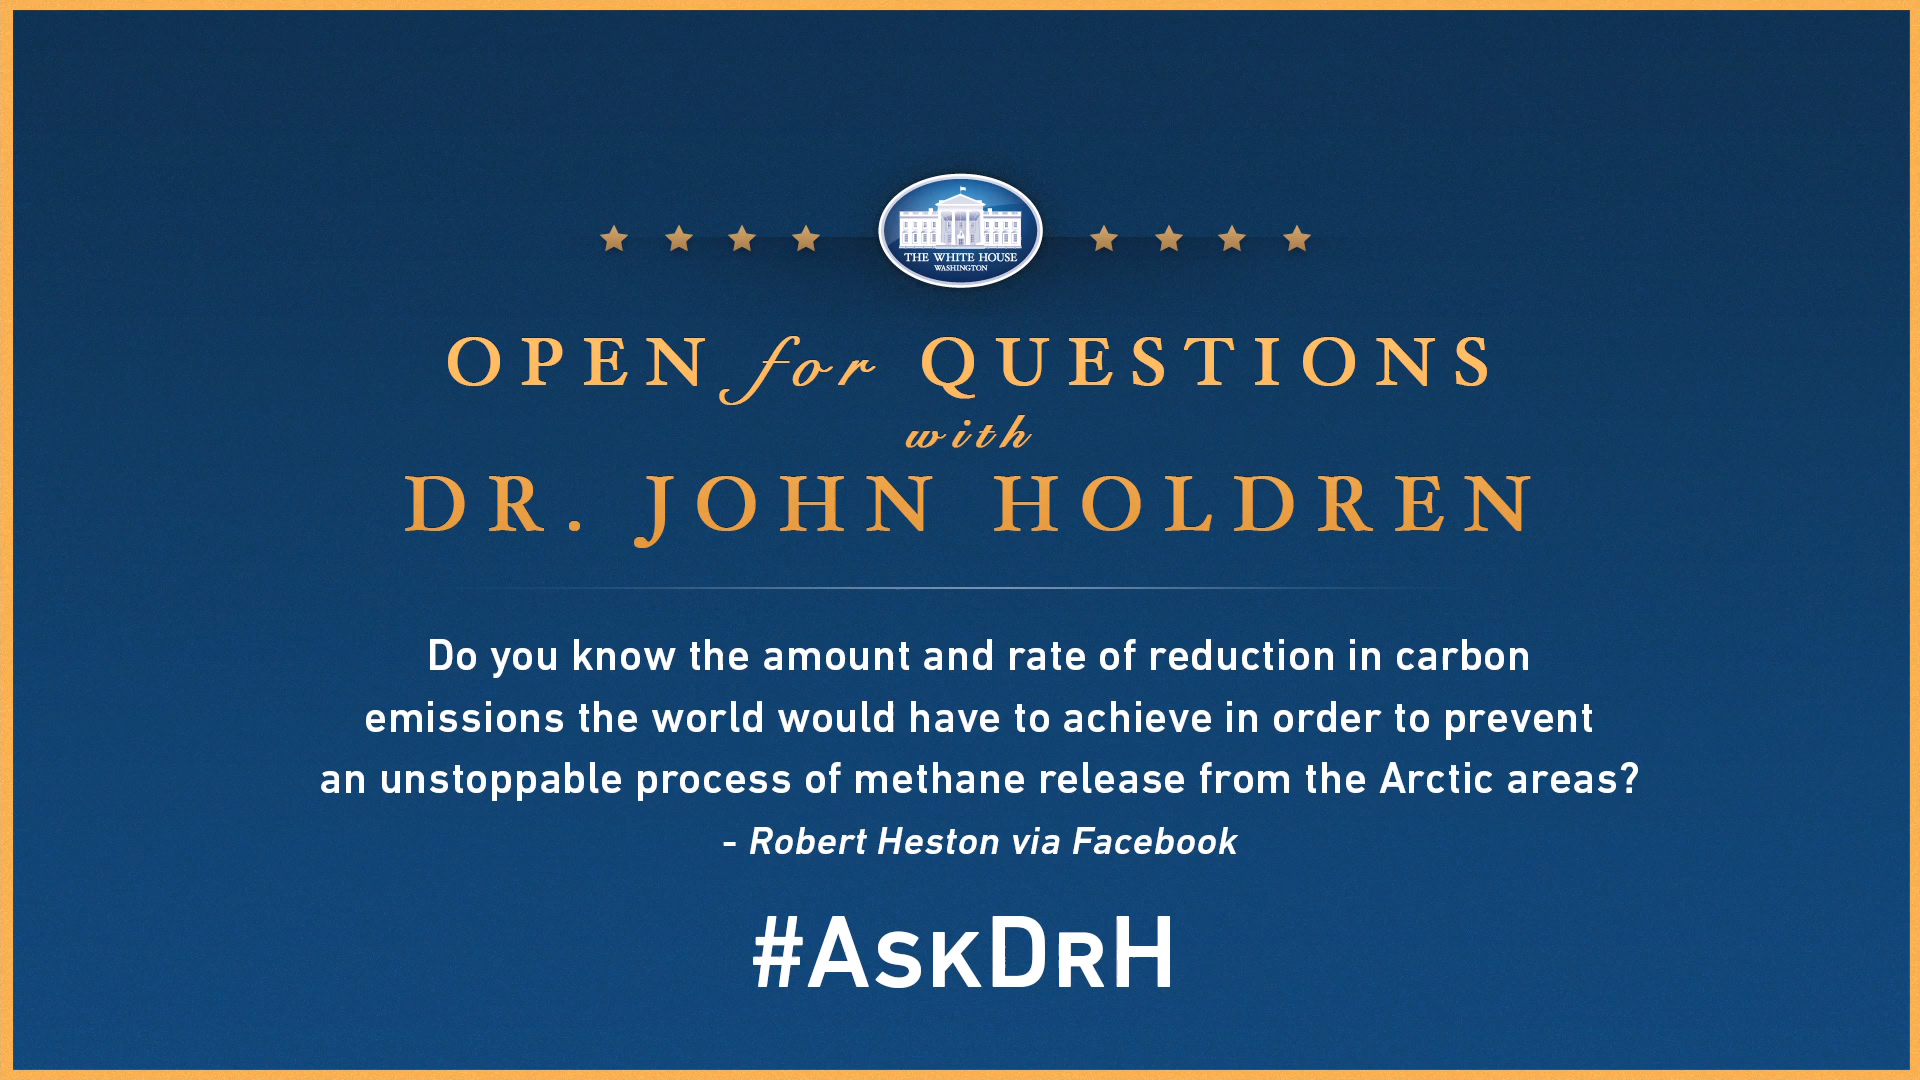 THE WHITE HOUSE
WASHINGTON
OPEN for QUESTIONS
with
DR. JOHN HOLDREN
Do you know the amount and rate of reduction in carbon
emissions the world would have to achieve in order to prevent
an unstoppable process of methane release from the Arctic areas?
- Robert Heston via Facebook
#AskDrH